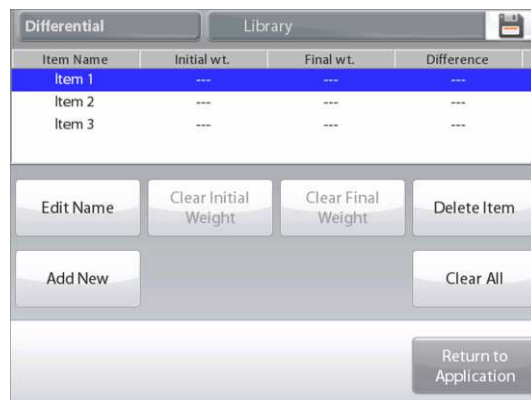 Differential Library
Item Name Initial wt. Final wt. Difference
Item 1 --- --- ---
Item 2 --- --- ---
Item 3 --- --- ---
Edit Name
Clear Initial
Weight
Clear Final
Weight
Delete Item
Add New
Clear All
Return to
Application